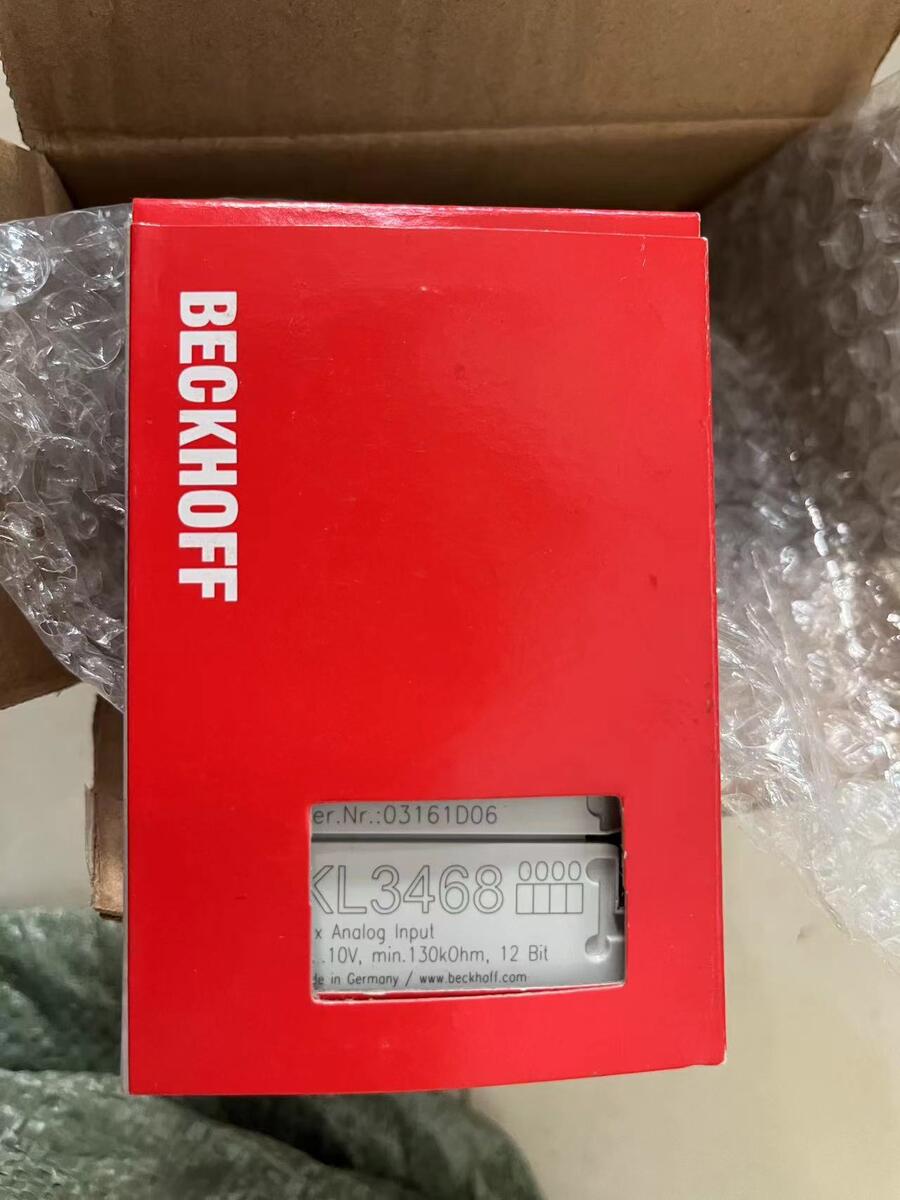 BECKHOFF
er.Nr.:03161D06
KL3468
x Analog Input
..10V, min.130kOhm, 12 Bit
de in Germany / www.beckhoff.com